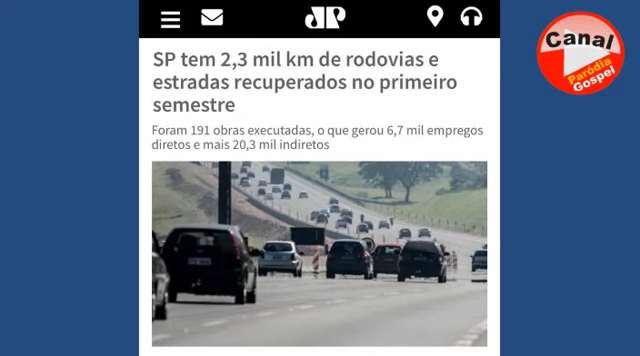 JP
Canal
Paródia
Gospel
SP tem 2,3 mil km de rodovias e
estradas recuperados no primeiro
semestre
Foram 191 obras executadas, o que gerou 6,7 mil empregos
diretos e mais 20,3 mil indiretos